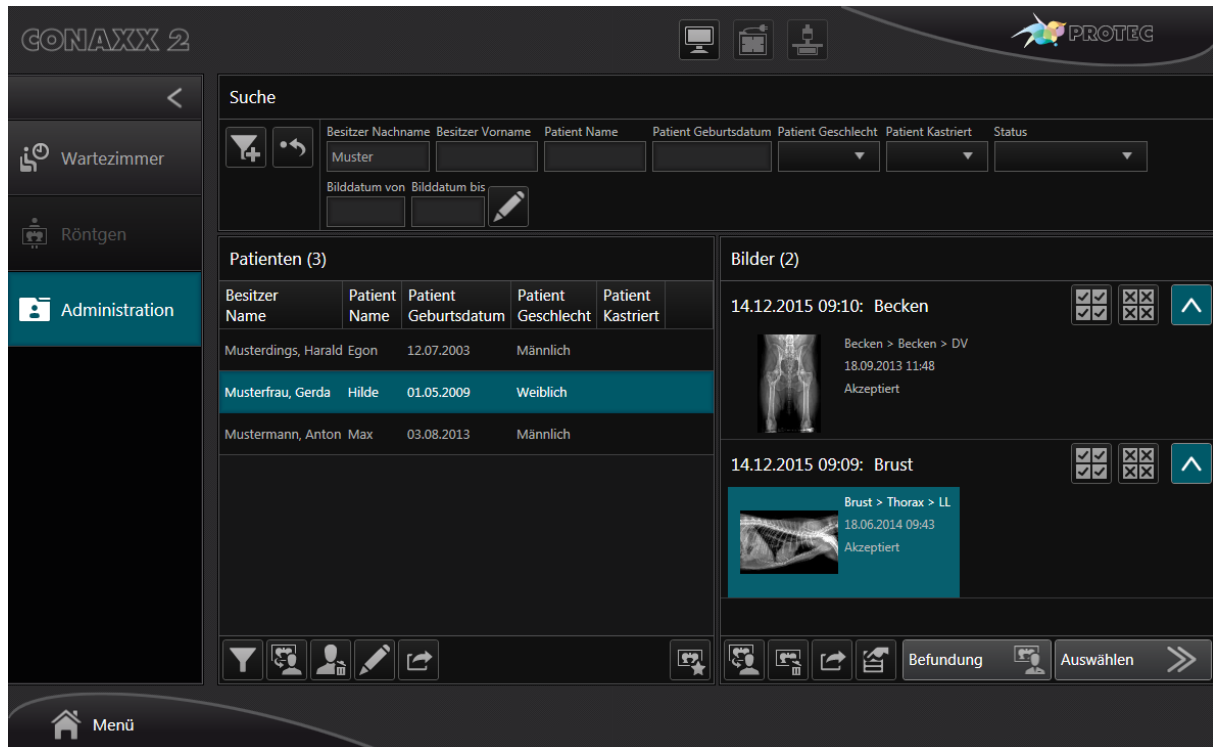 CONAXX 2
PROTEC
Suche
Wartezimmer
Röntgen
Administration
Besitzer Nachname Besitzer Vorname Patient Name Patient Geburtsdatum Patient Geschlecht Patient Kastriert Status
Muster
Bilddatum von Bilddatum bis
Patienten (3)
Besitzer Name Patient Name Patient Geburtsdatum Patient Geschlecht Patient Kastriert
Musterdings, Harald Egon 12.07.2003 Männlich
Musterfrau, Gerda Hilde 01.05.2009 Weiblich
Mustermann, Anton Max 03.08.2013 Männlich
Bilder (2)
14.12.2015 09:10: Becken
Becken > Becken > DV
18.09.2013 11:48
Akzeptiert
14.12.2015 09:09: Brust
Brust > Thorax > LL
18.06.2014 09:43
Akzeptiert
Befundung
Auswählen
Menü